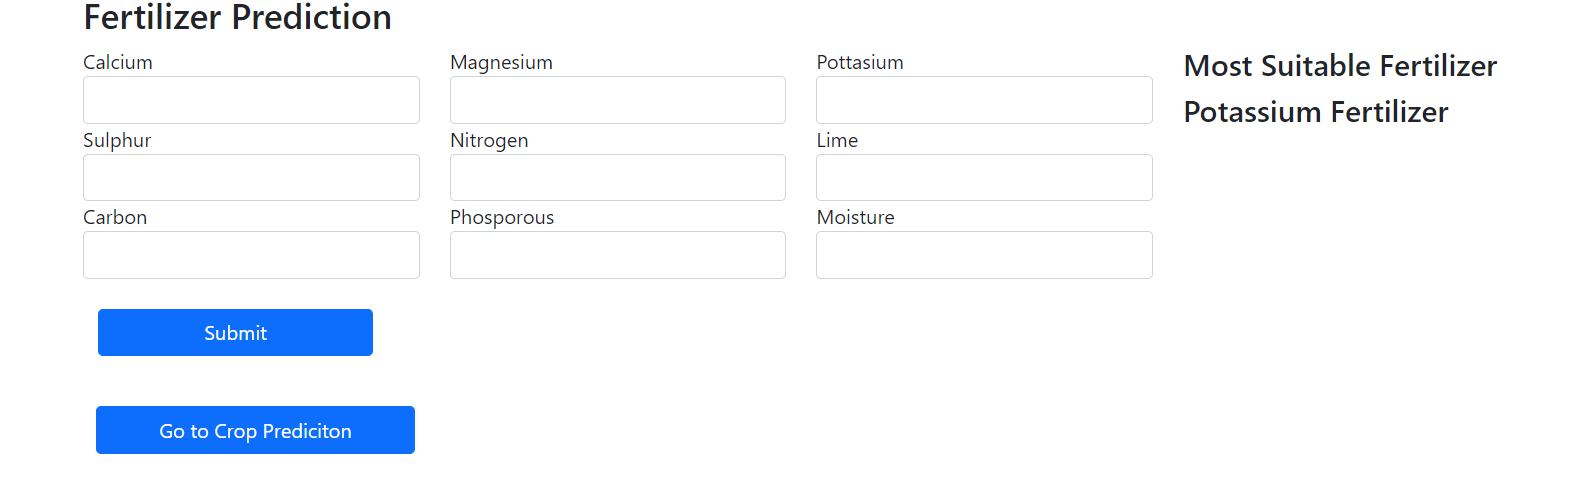 Fertilizer Prediction
Calcium
Magnesium
Pottasium
Sulphur
Nitrogen
Lime
Carbon
Phosporous
Moisture
Submit
Go to Crop Prediciton
Most Suitable Fertilizer
Potassium Fertilizer